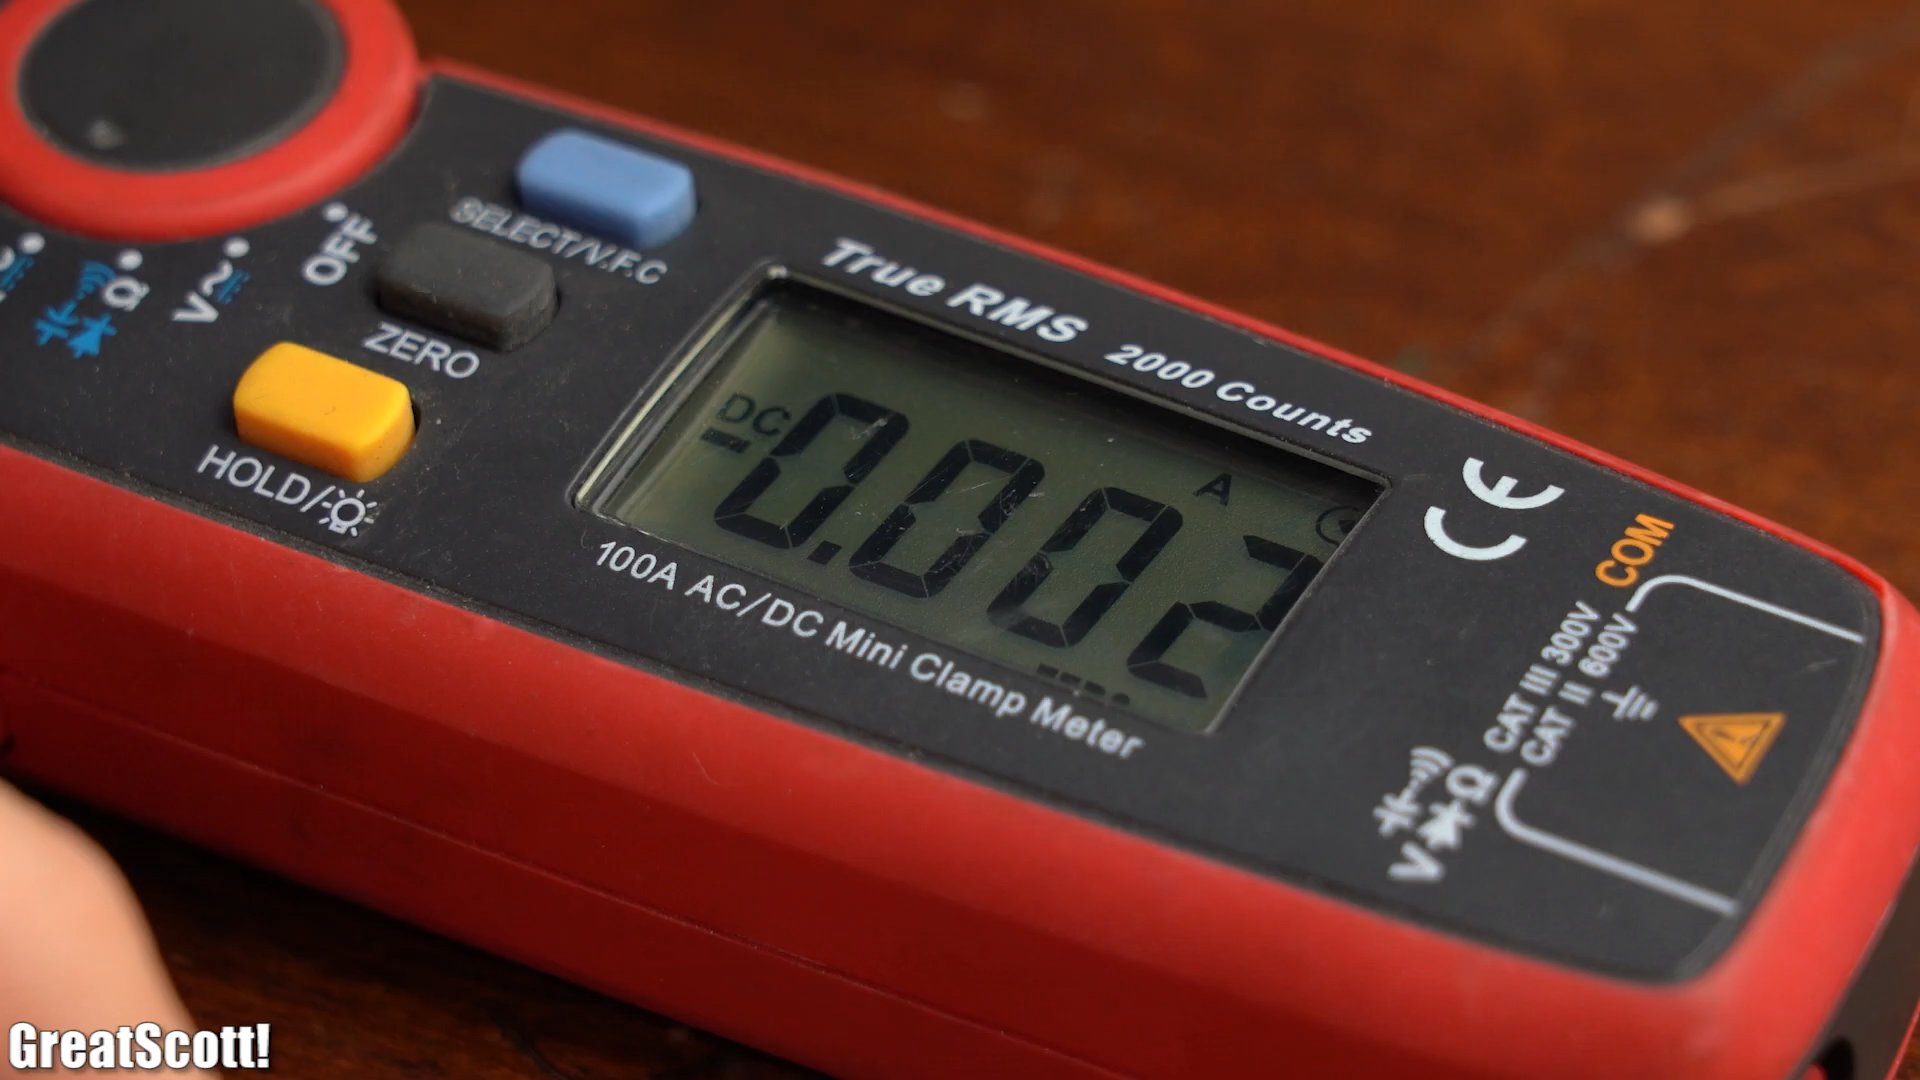 SELECT/V.F.C
OFF
V
Ω
ZERO
HOLD/
True RMS 2000 Counts
DC
-0.002
A
100A AC/DC Mini Clamp Meter
CE
COM
CAT III 300V
CAT II 600V
Ω
V
GreatScott!